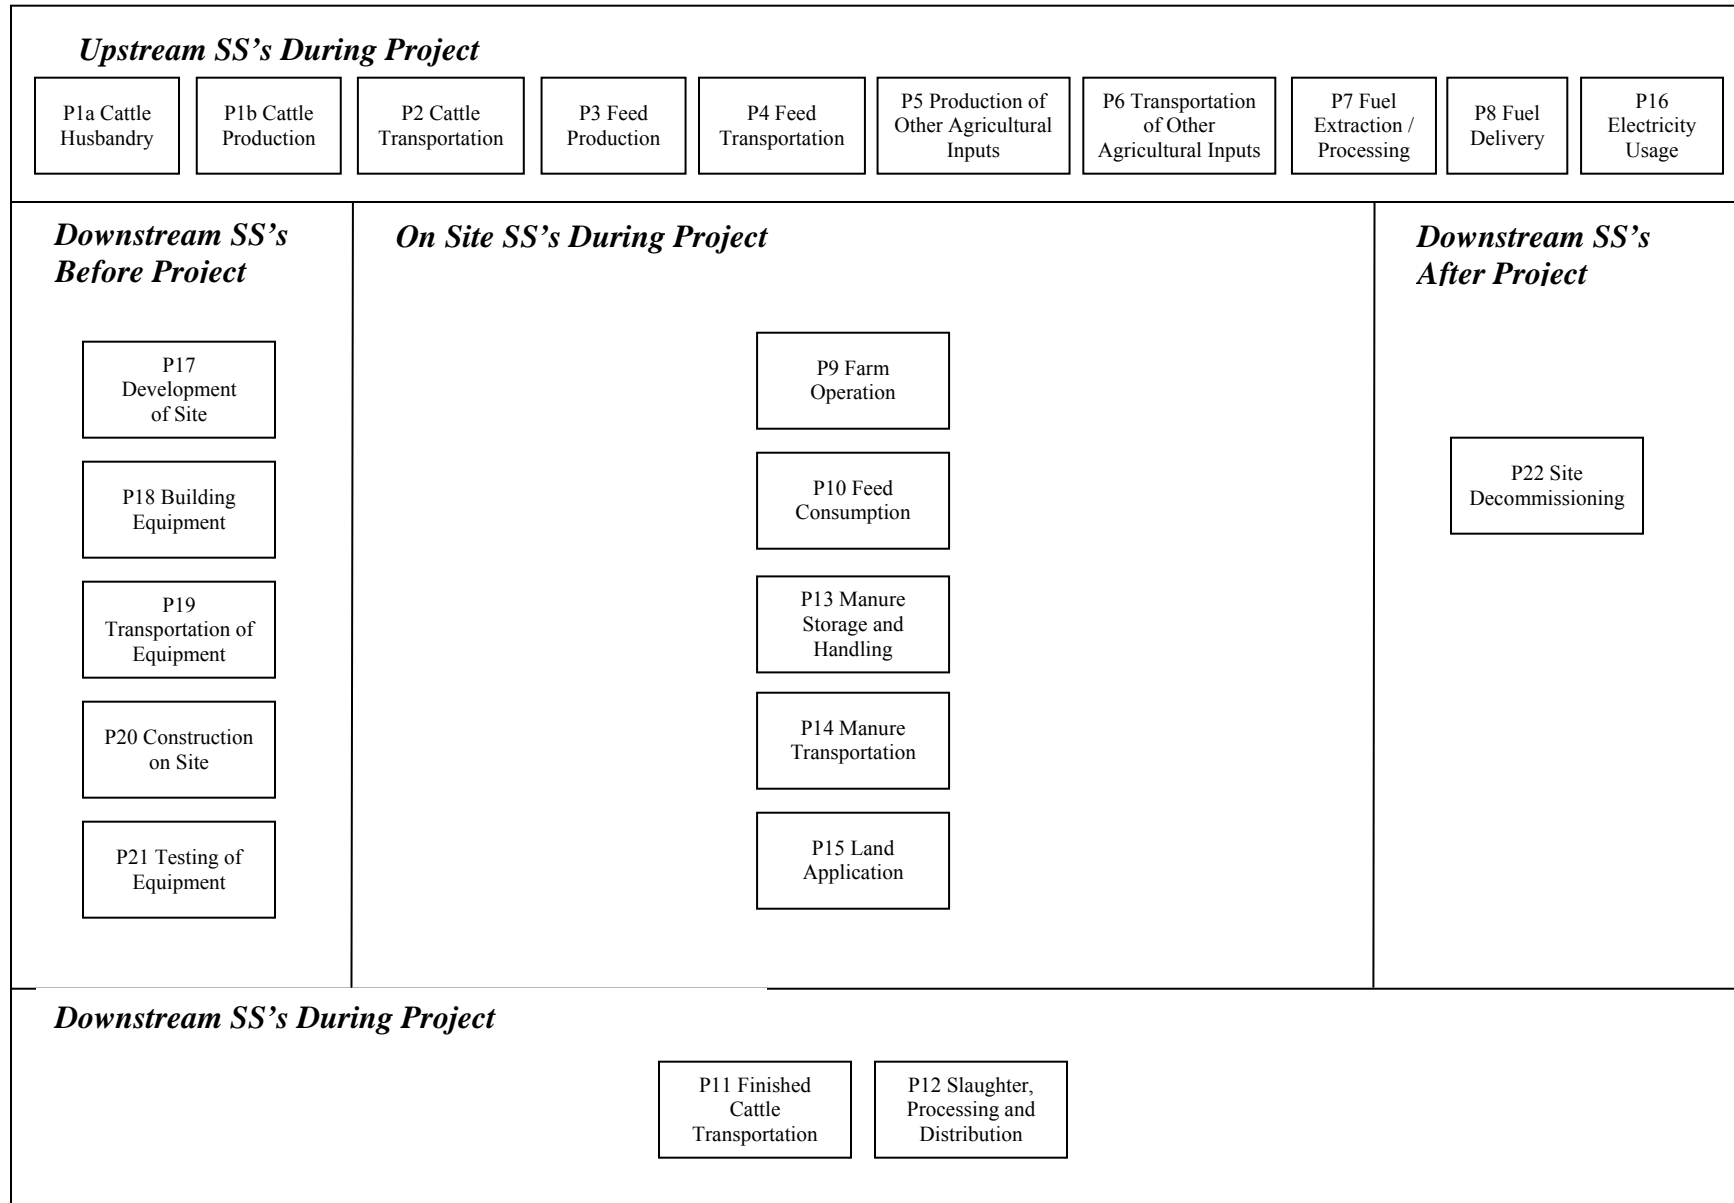 Upstream SS’s During Project
P1a Cattle
Husbandry
P1b Cattle
Production
P2 Cattle
Transportation
P3 Feed
Production
P4 Feed
Transportation
P5 Production of
Other Agricultural
Inputs
P6 Transportation
of Other
Agricultural Inputs
P7 Fuel
Extraction /
Processing
P8 Fuel
Delivery
P16
Electricity
Usage
Downstream SS’s
Before Project
P17
Development
of Site
P18 Building
Equipment
P19
Transportation of
Equipment
P20 Construction
on Site
P21 Testing of
Equipment
On Site SS’s During Project
P9 Farm
Operation
P10 Feed
Consumption
P13 Manure
Storage and
Handling
P14 Manure
Transportation
P15 Land
Application
Downstream SS’s
After Project
P22 Site
Decommissioning
Downstream SS’s During Project
P11 Finished
Cattle
Transportation
P12 Slaughter,
Processing and
Distribution